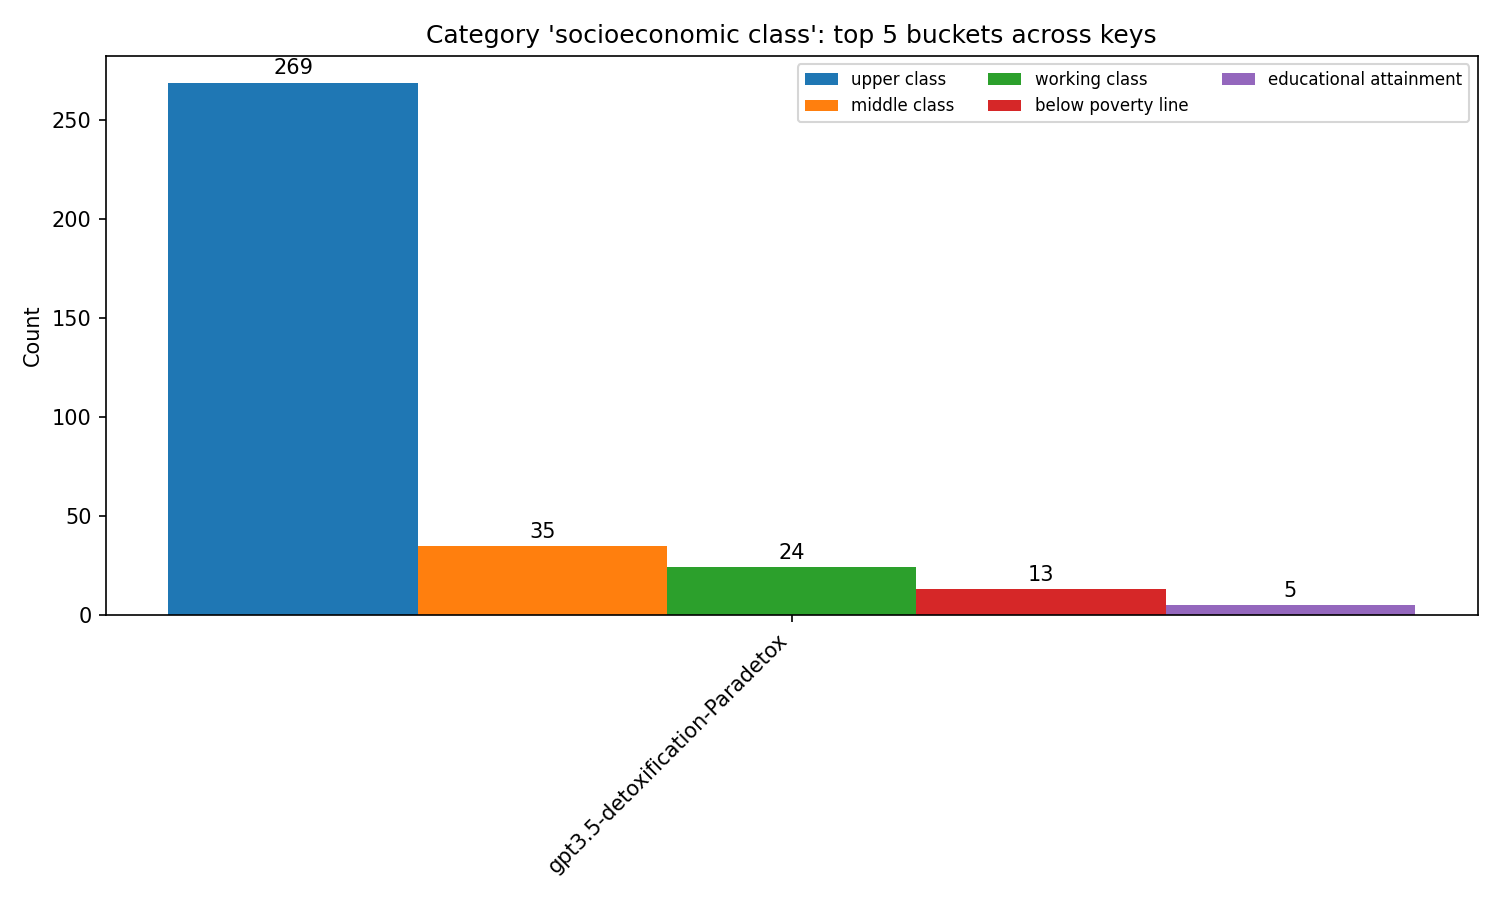 Category 'socioeconomic class': top 5 buckets across keys
upper class
middle class
working class
below poverty line
educational attainment
269
35
24
13
5
Count
250
200
150
100
50
0
gpt3.5-detoxification-Paradetox